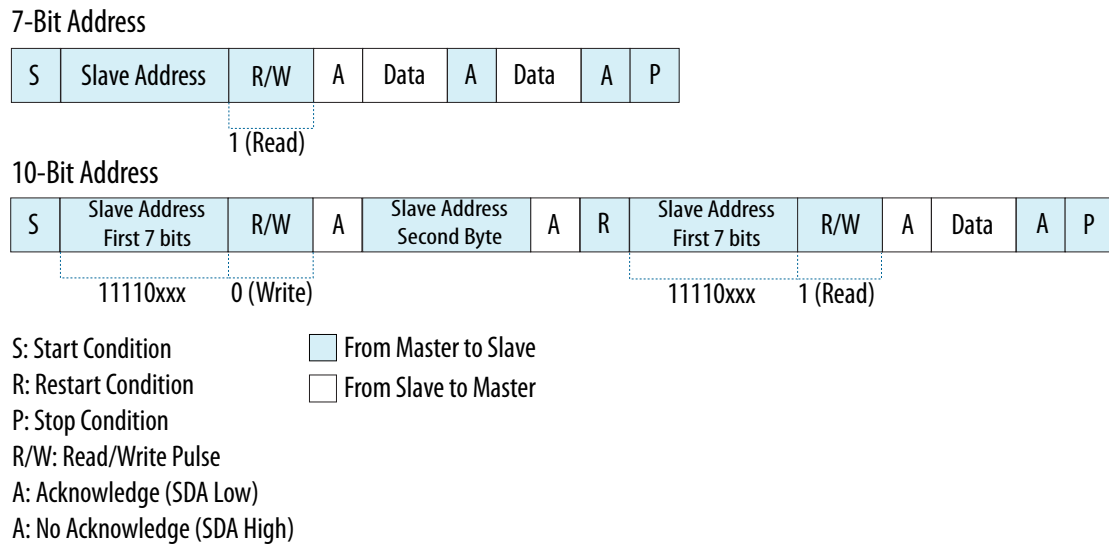 7-Bit Address
S Slave Address R/W A Data A Data A P
1 (Read)
10-Bit Address
S Slave Address First 7 bits R/W A Slave Address Second Byte A R Slave Address First 7 bits R/W A Data A P
11110xxx 0 (Write) 11110xxx 1 (Read)
S: Start Condition
R: Restart Condition
P: Stop Condition
R/W: Read/Write Pulse
A: Acknowledge (SDA Low)
A: No Acknowledge (SDA High)
From Master to Slave
From Slave to Master